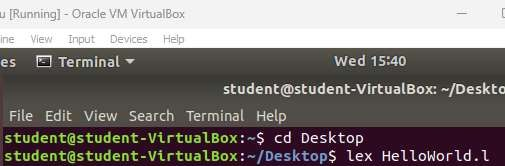 u [Running] - Oracle VM VirtualBox
ine View Input Devices Help
es Terminal Wed 15:40
student@student-VirtualBox: ~/Deskto
File Edit View Search Terminal Help
student@student-VirtualBox:~$ cd Desktop
student@student-VirtualBox:~/Desktop$ lex HelloWorld.l